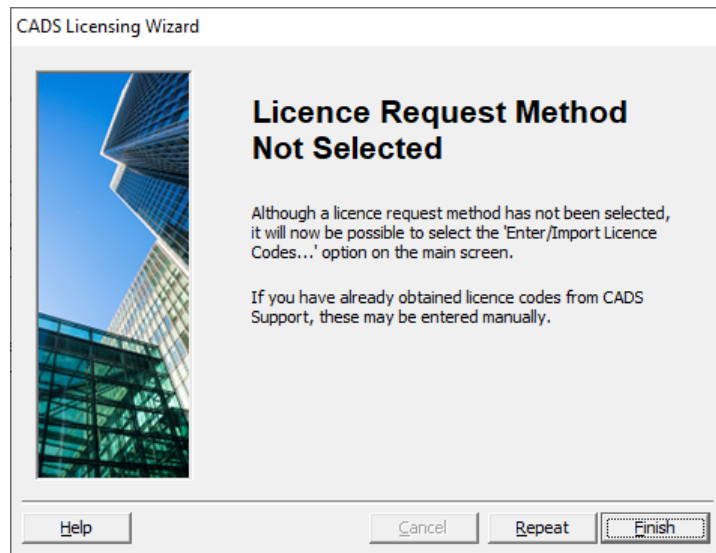 CADS Licensing Wizard
Licence Request Method
Not Selected
Although a licence request method has not been selected,
it will now be possible to select the 'Enter/Import Licence
Codes...' option on the main screen.
If you have already obtained licence codes from CADS
Support, these may be entered manually.
Help
Cancel
Repeat
Finish